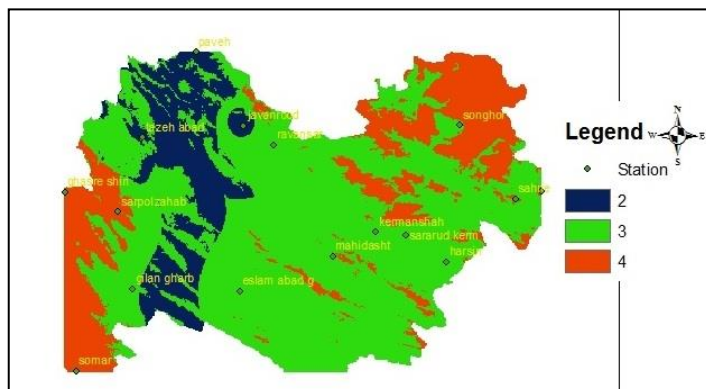 paveh
javanrood
tazeh abad
ravansar
songhor
ghasre shirin
sarpolzahab
sahne
kermanshah
sararud kerm
mahidasht
harsin
gilan gharb
eslam abad g
somar
Legend
N
W
E
S
Station
2
3
4